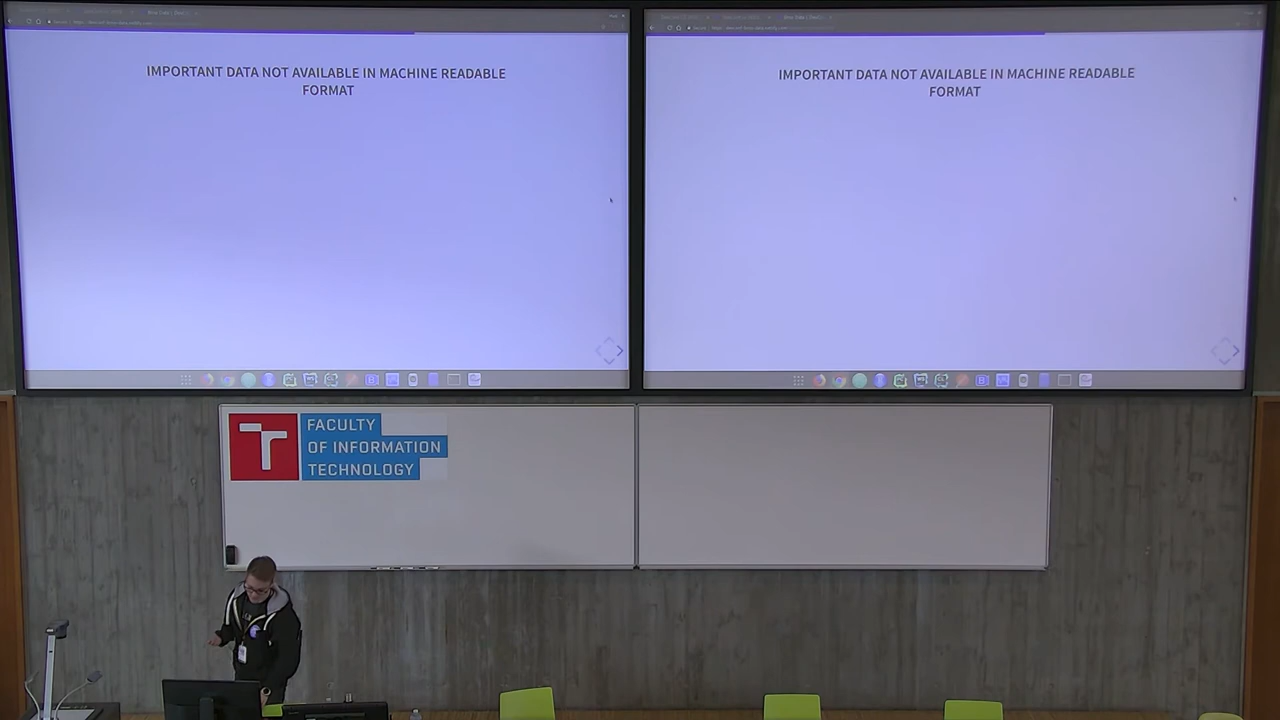 IMPORTANT DATA NOT AVAILABLE IN MACHINE READABLE
FORMAT
IMPORTANT DATA NOT AVAILABLE IN MACHINE READABLE
FORMAT
FACULTY
OF INFORMATION
TECHNOLOGY